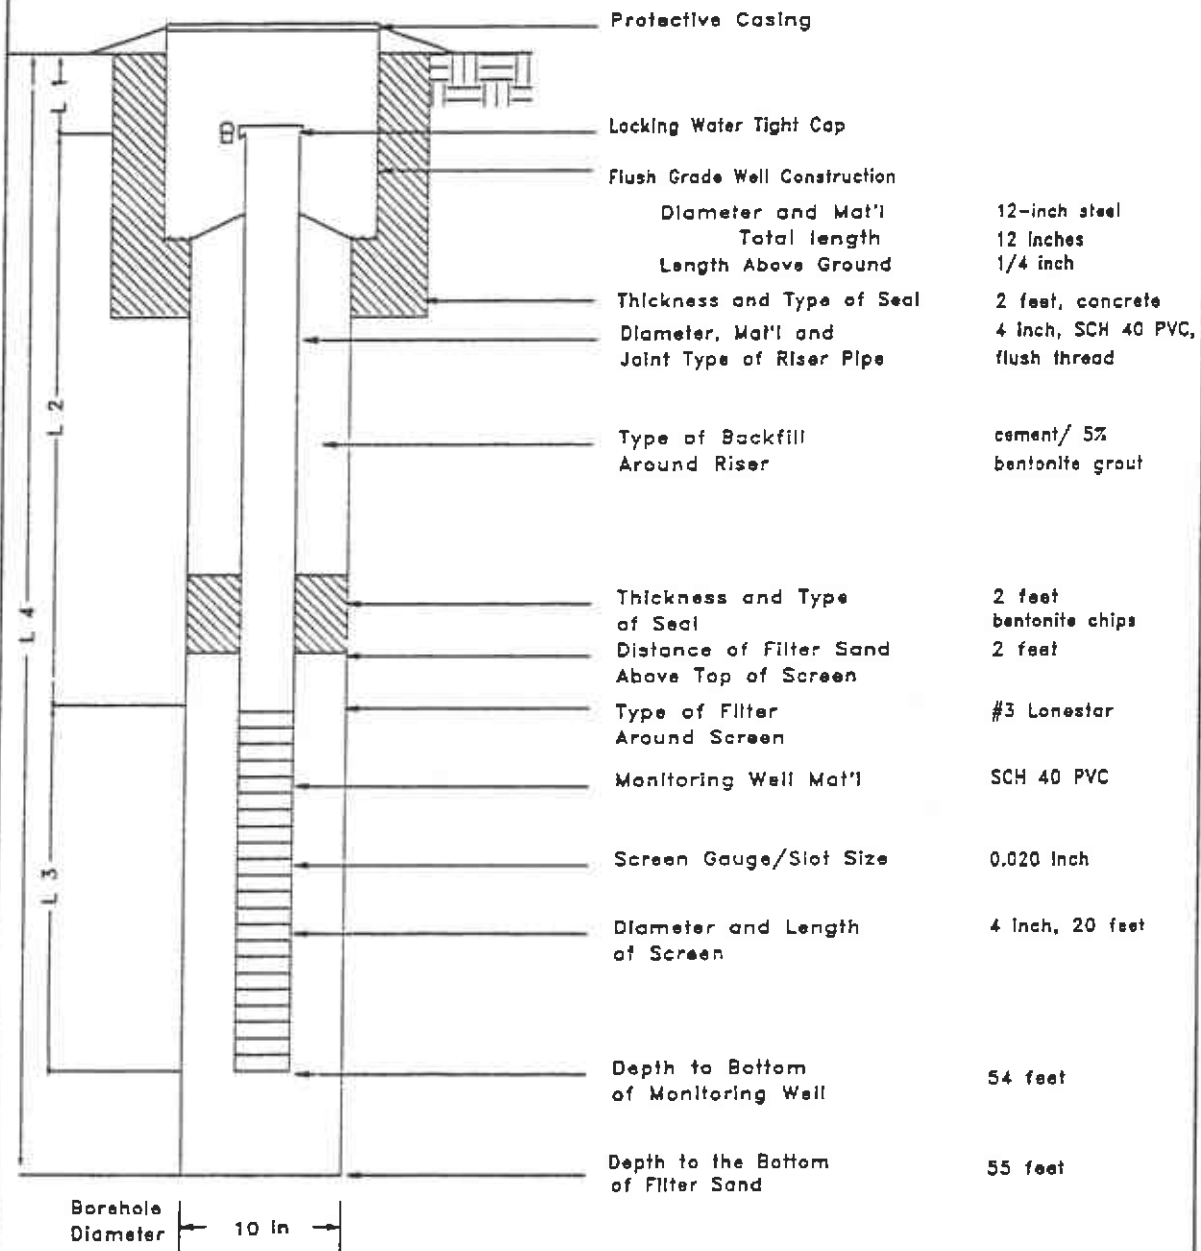 Protective Casing
L 1
Locking Water Tight Cap
Flush Grade Well Construction
Diameter and Mat'l 12-inch steel
Total length 12 inches
Length Above Ground 1/4 inch
Thickness and Type of Seal 2 feet, concrete
Diameter, Mat'l and 4 inch, SCH 40 PVC,
Joint Type of Riser Pipe flush thread
L 2
Type of Backfill cement/ 5%
Around Riser bentonite grout
L 4
Thickness and Type 2 feet
of Seal bentonite chips
Distance of Filter Sand 2 feet
Above Top of Screen
Type of Filter #3 Lonestar
Around Screen
Monitoring Well Mat'l SCH 40 PVC
L 3
Screen Gauge/Slot Size 0.020 inch
Diameter and Length 4 inch, 20 feet
of Screen
Depth to Bottom 54 feet
of Monitoring Well
Depth to the Bottom 55 feet
of Filter Sand
Borehole
Diameter 10 in